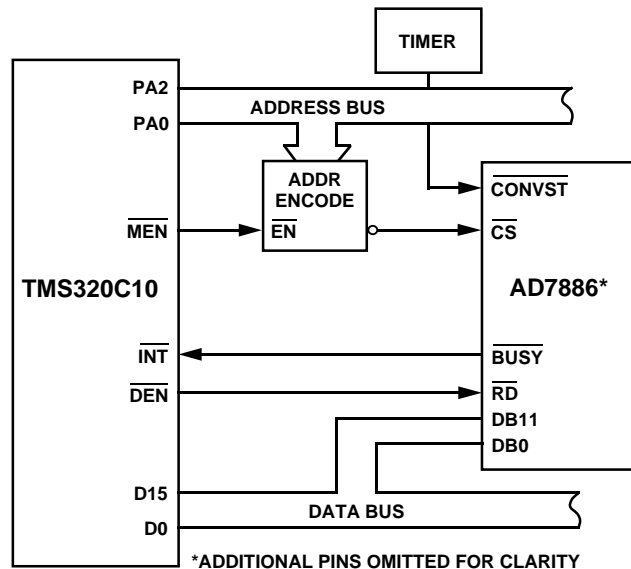 TIMER
PA2
ADDRESS BUS
PA0
ADDR
ENCODE
CONVST
MEN
EN
CS
TMS320C10
AD7886*
INT
BUSY
DEN
RD
DB11
DB0
D15
DATA BUS
D0
*ADDITIONAL PINS OMITTED FOR CLARITY